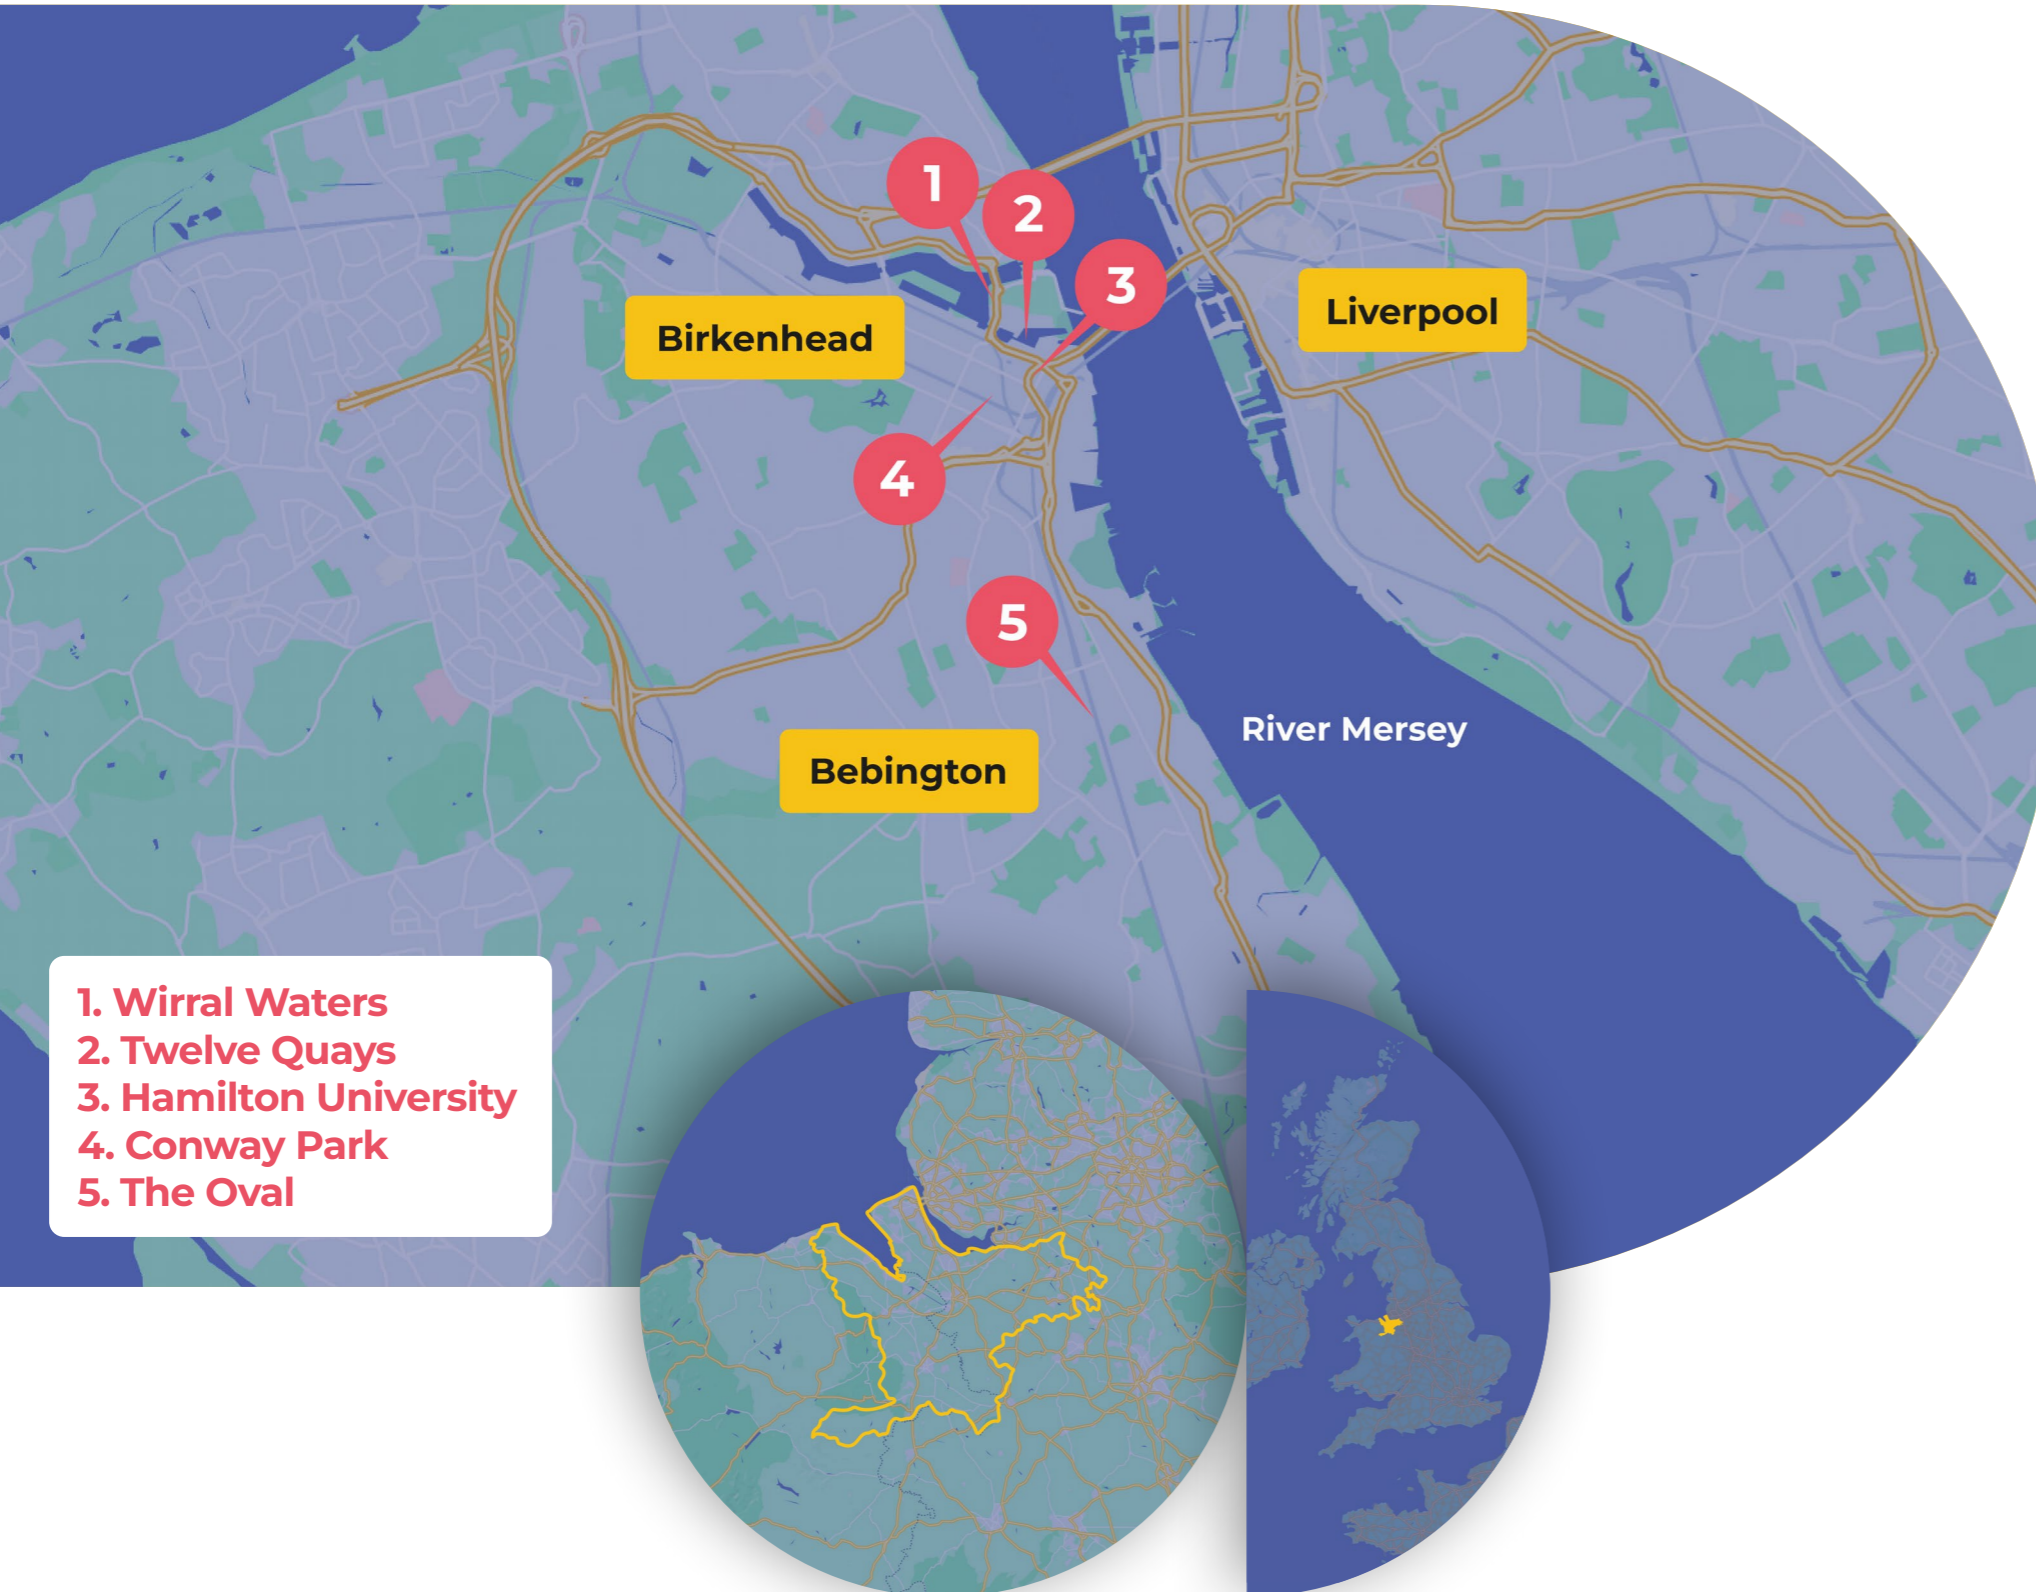 1
2
3
Birkenhead
Liverpool
4
5
River Mersey
Bebington
1. Wirral Waters
2. Twelve Quays
3. Hamilton University
4. Conway Park
5. The Oval